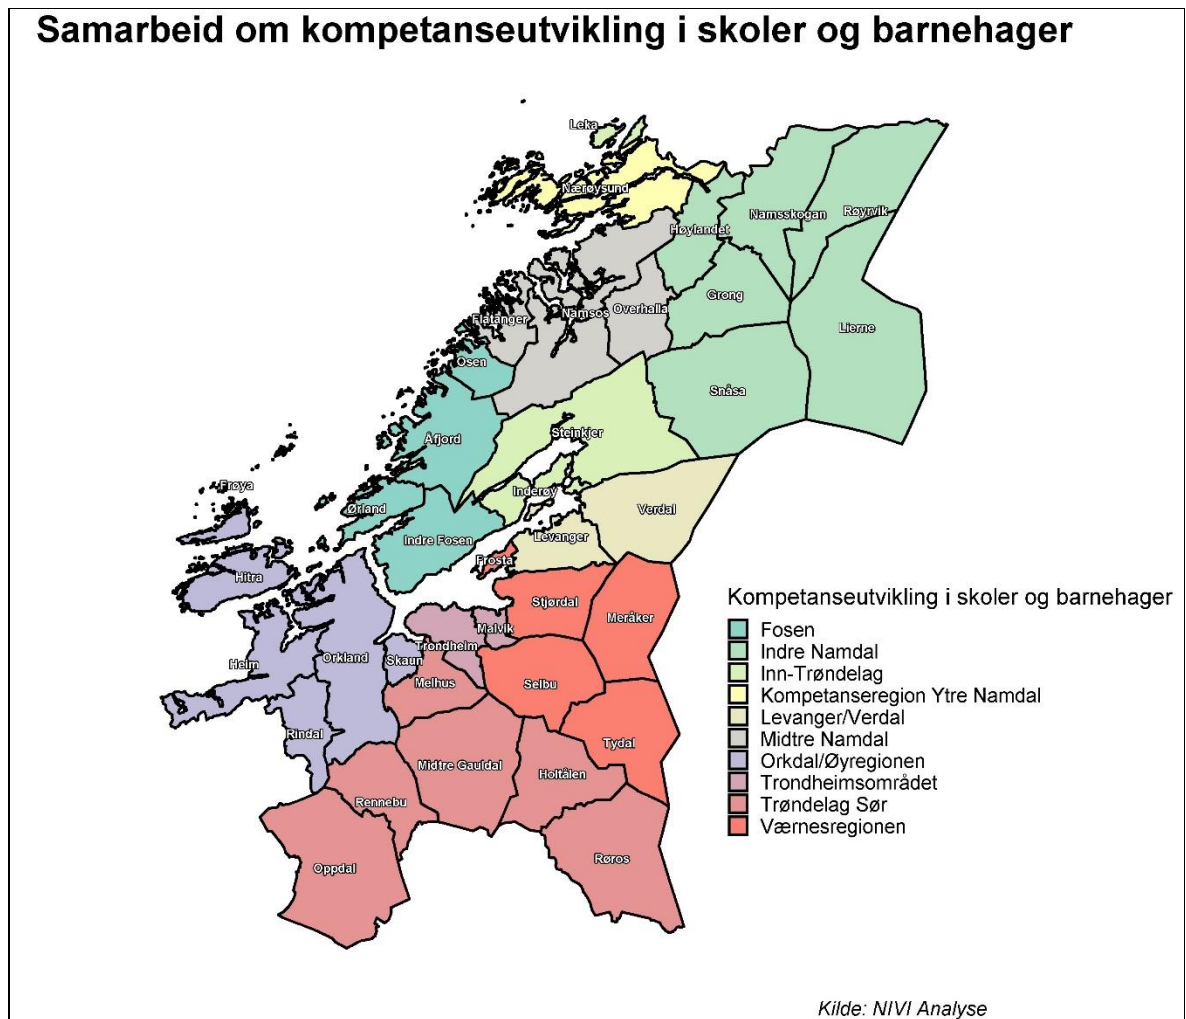 Samarbeid om kompetanseutvikling i skoler og barnehager
Leka
Nærøysund
Høylandet
Namsskogan
Røyrvik
Grong
Overhalla
Namsos
Flatanger
Lierne
Osen
Snåsa
Steinkjer
Åfjord
Frøya
Inderøy
Ørland
Verdal
Indre Fosen
Levanger
Frosta
Hitra
Stjørdal
Meråker
Malvik
Trondheim
Skaun
Orkland
Heim
Melhus
Selbu
Rindal
Tydal
Midtre Gauldal
Holtålen
Rennebu
Røros
Oppdal
Kompetanseutvikling i skoler og barnehager
Fosen
Indre Namdal
Inn-Trøndelag
Kompetanseregion Ytre Namdal
Levanger/Verdal
Midtre Namdal
Orkdal/Øyregionen
Trondheimsområdet
Trøndelag Sør
Værnesregionen
Kilde: NIVI Analyse